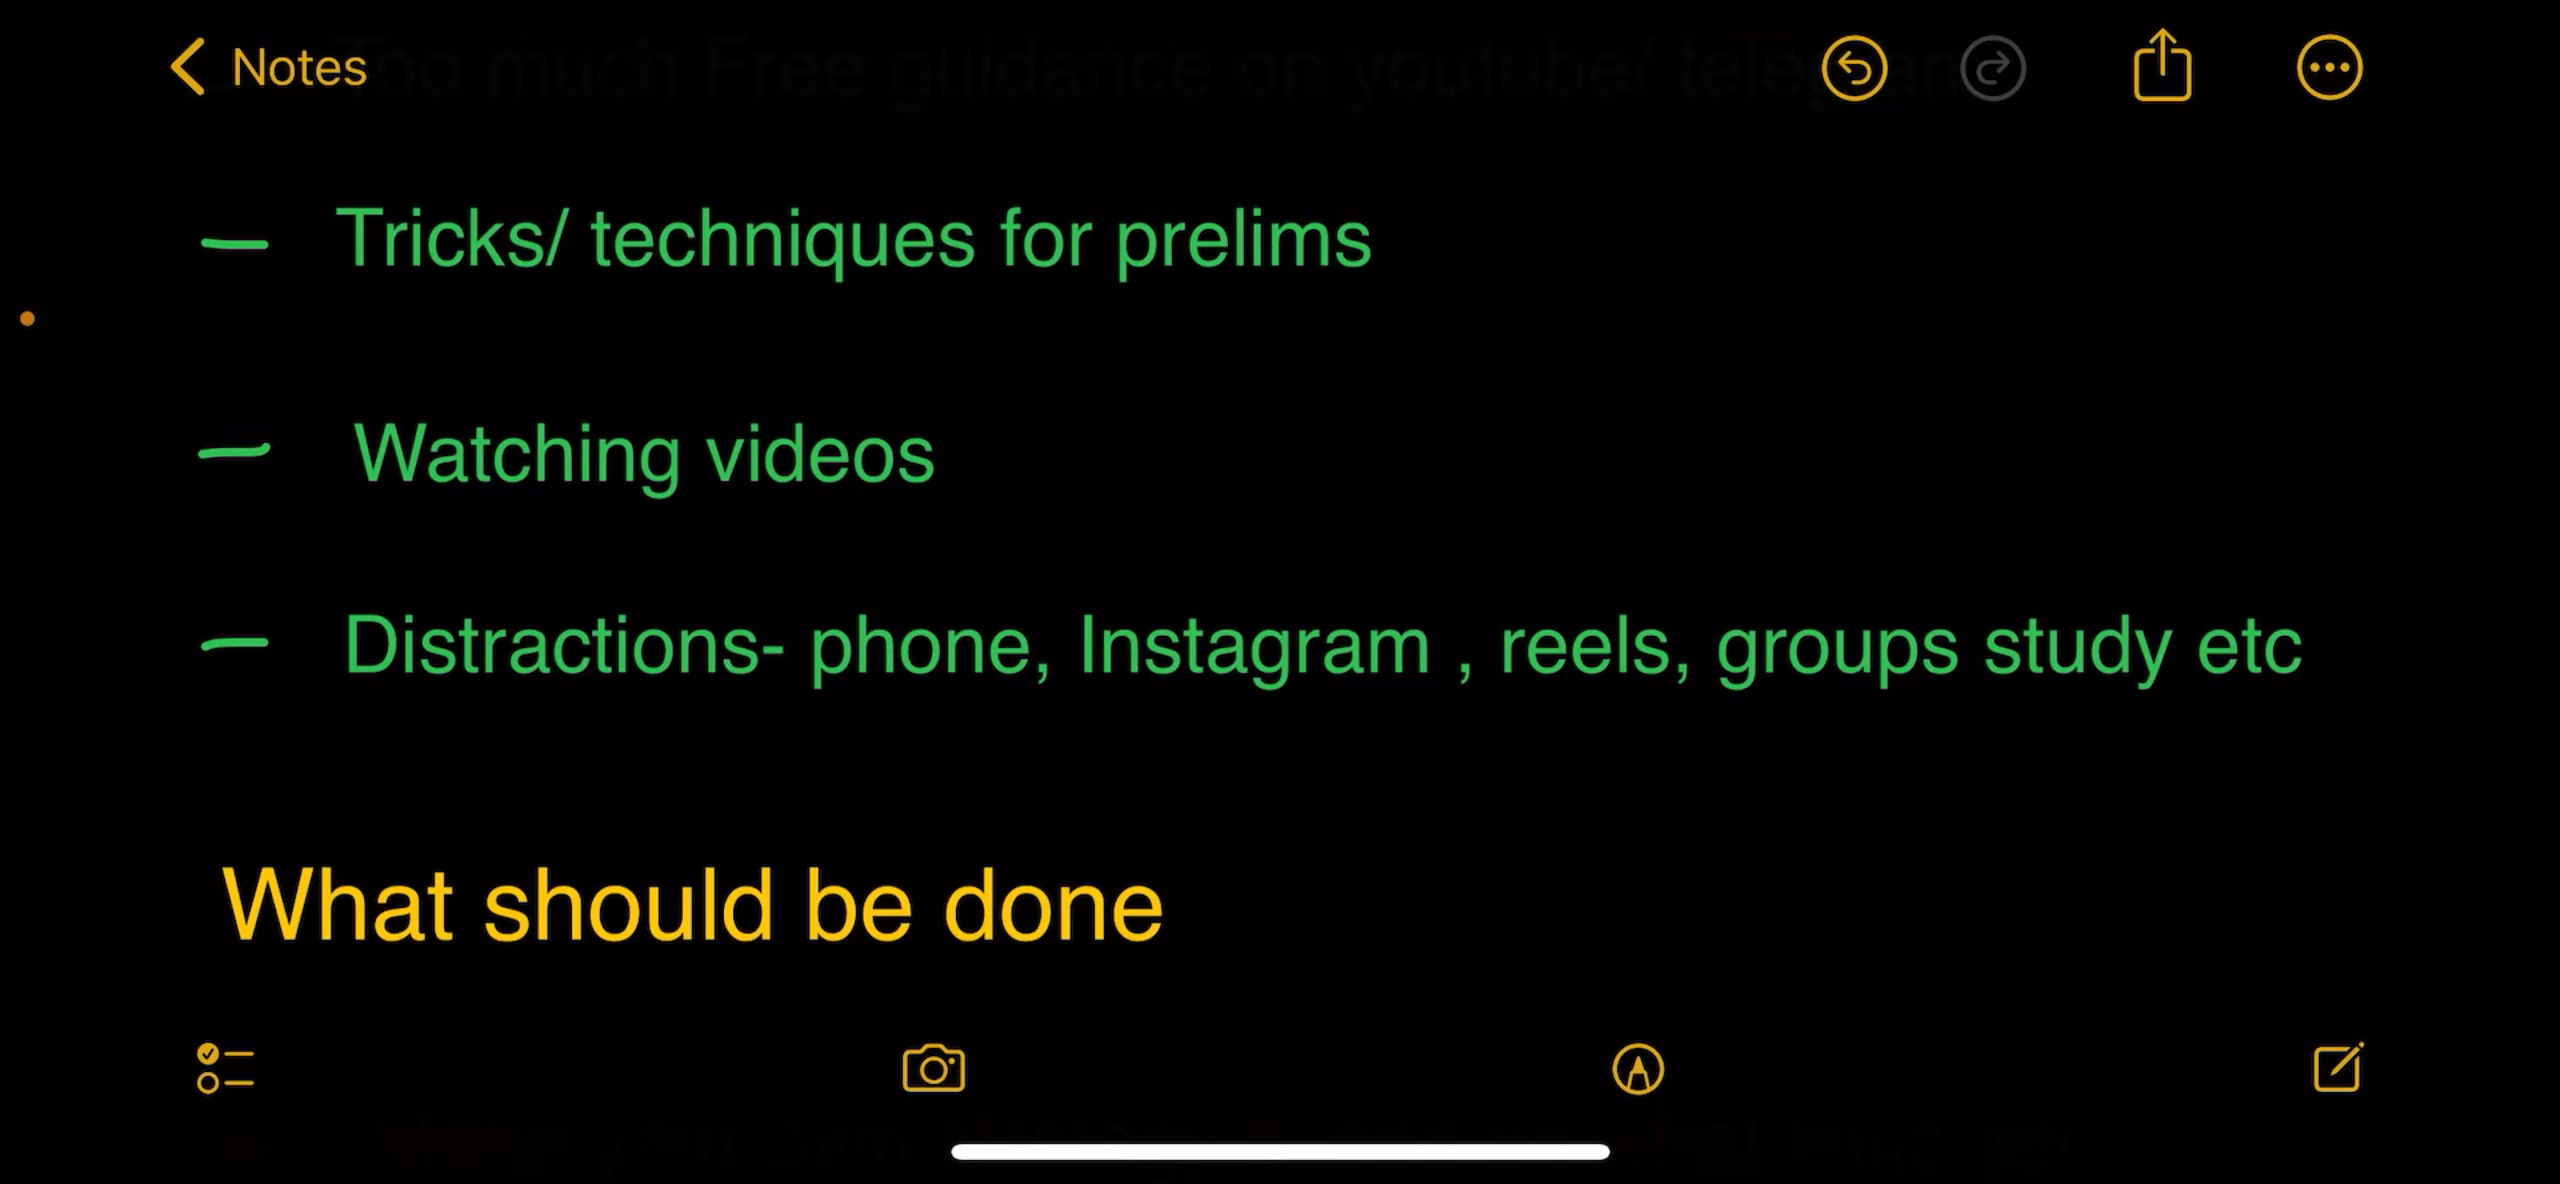 Notes
Too much Free guidance on youtube/ telegram
— Tricks/ techniques for prelims
— Watching videos
— Distractions- phone, Instagram , reels, groups study etc
What should be done